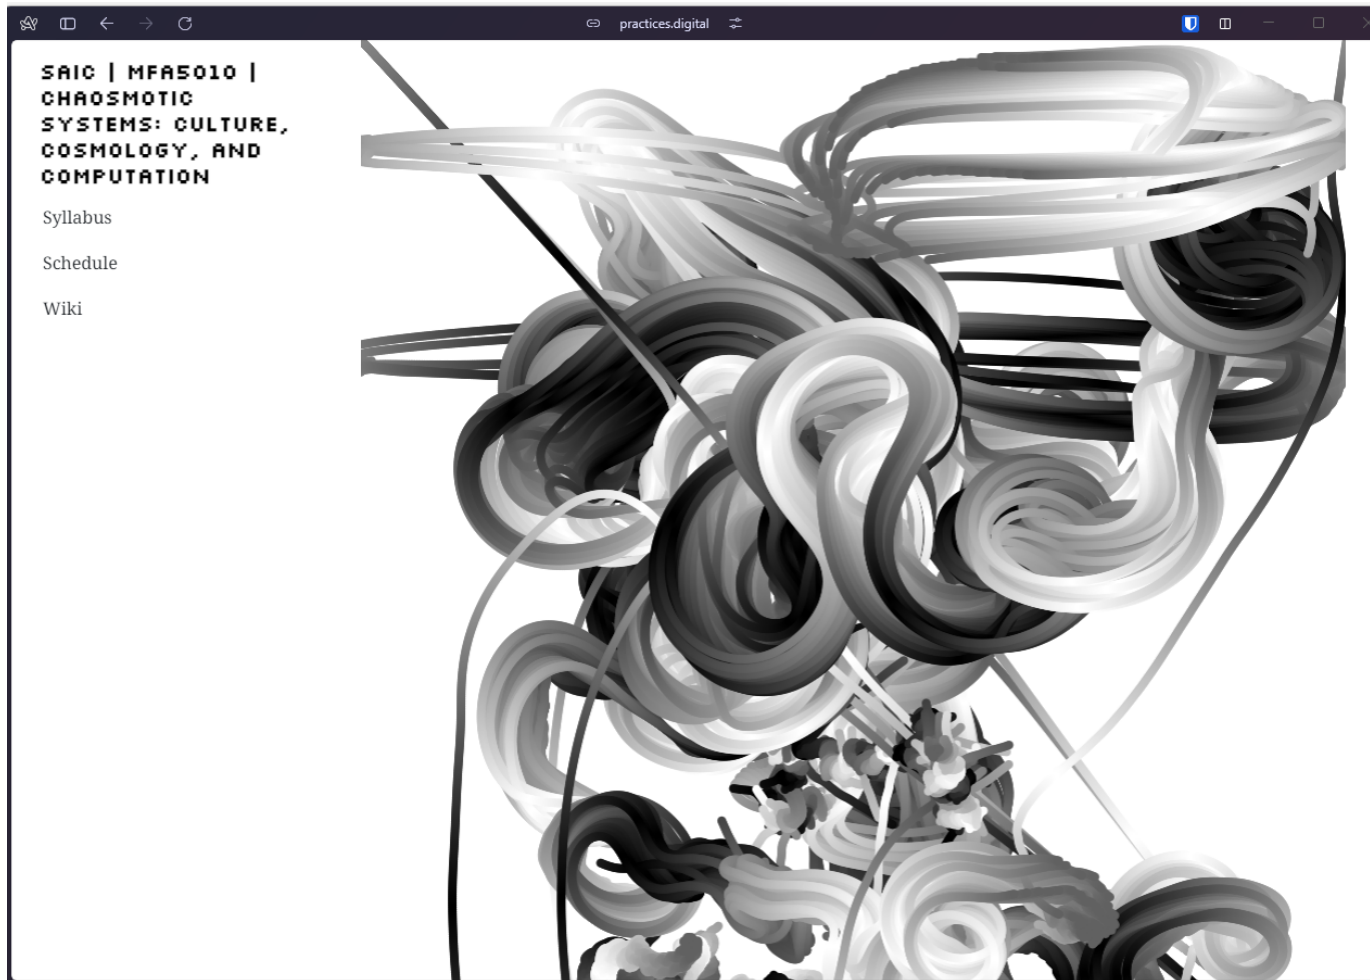 practices.digital
SAIC | MFA5010 |
CHAOSMOTIC
SYSTEMS: CULTURE,
COSMOLOGY, AND
COMPUTATION
Syllabus
Schedule
Wiki